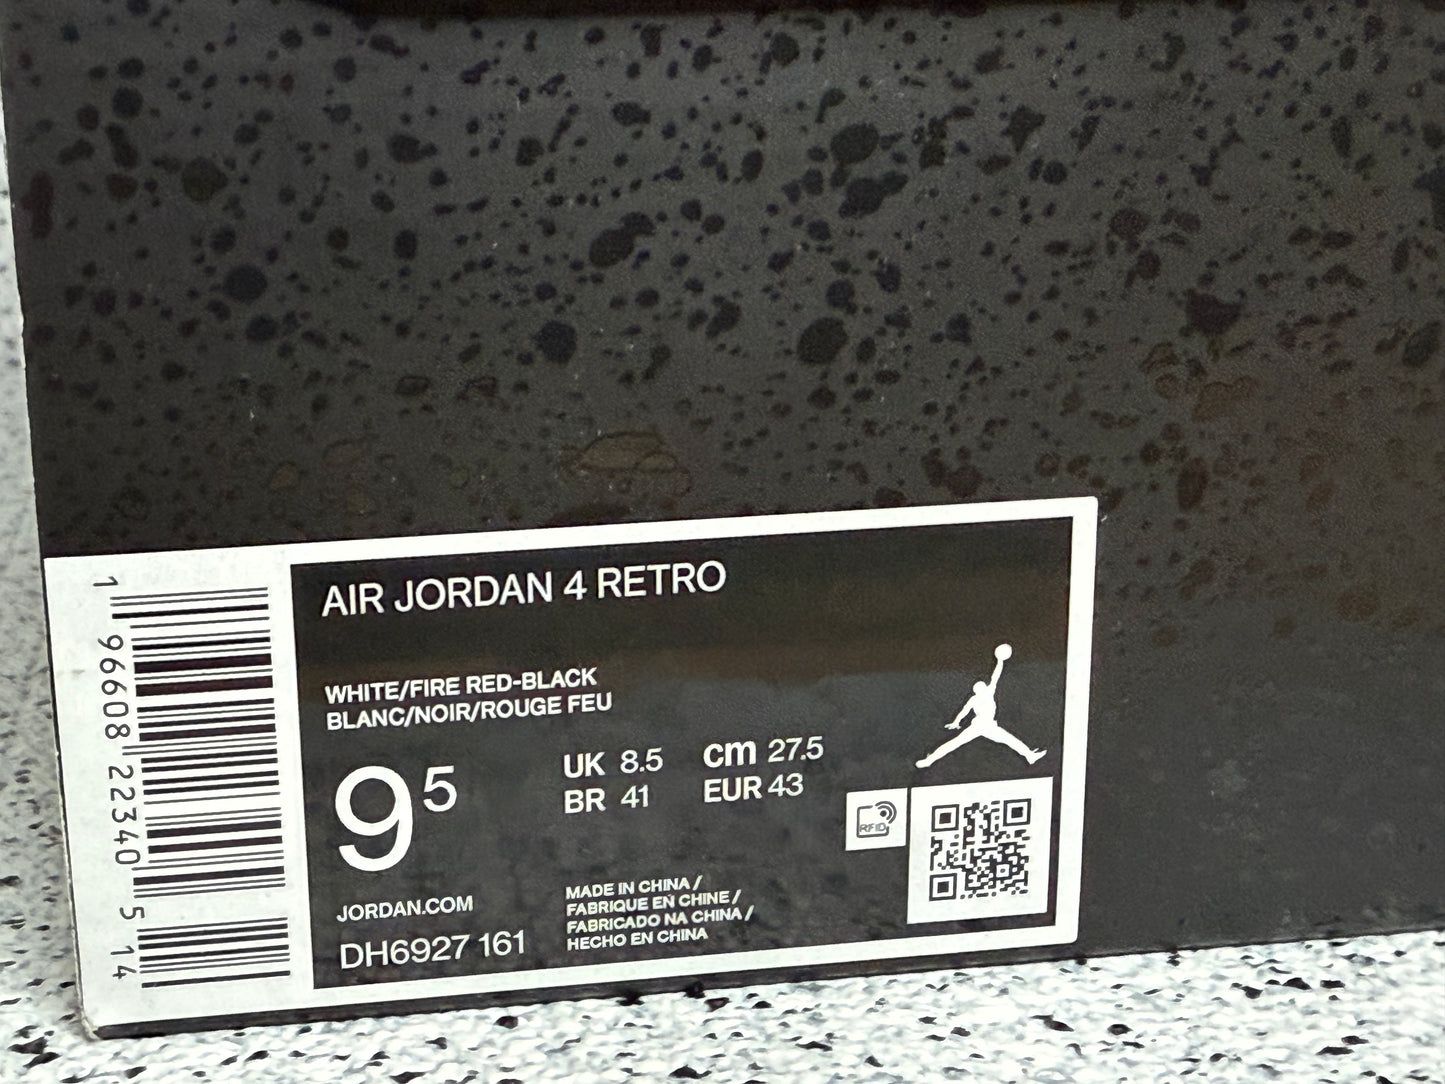 AIR JORDAN 4 RETRO
WHITE/FIRE RED-BLACK
BLANC/NOIR/ROUGE FEU
9 5
UK 8.5 cm 27.5
BR 41 EUR 43
JORDAN.COM
DH6927 161
MADE IN CHINA /
FABRIQUE EN CHINE /
FABRICADO NA CHINA /
HECHO EN CHINA
RFID
1 96608 22340 5 14